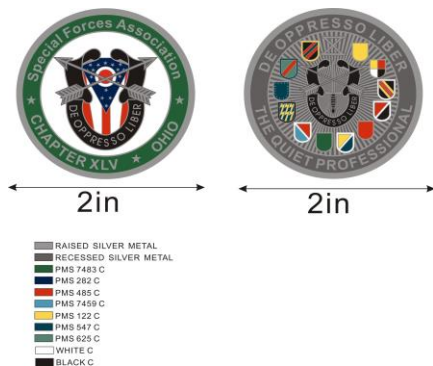 Special Forces Association
CHAPTER XLV
OHIO
DE OPPRESSO LIBER
DE OPPRESSO LIBER
THE QUIET PROFESSIONAL
DE OPPRESSO LIBER
2in
2in
RAISED SILVER METAL
RECESSED SILVER METAL
PMS 7483 C
PMS 282 C
PMS 485 C
PMS 7459 C
PMS 122 C
PMS 547 C
PMS 625 C
WHITE C
BLACK C